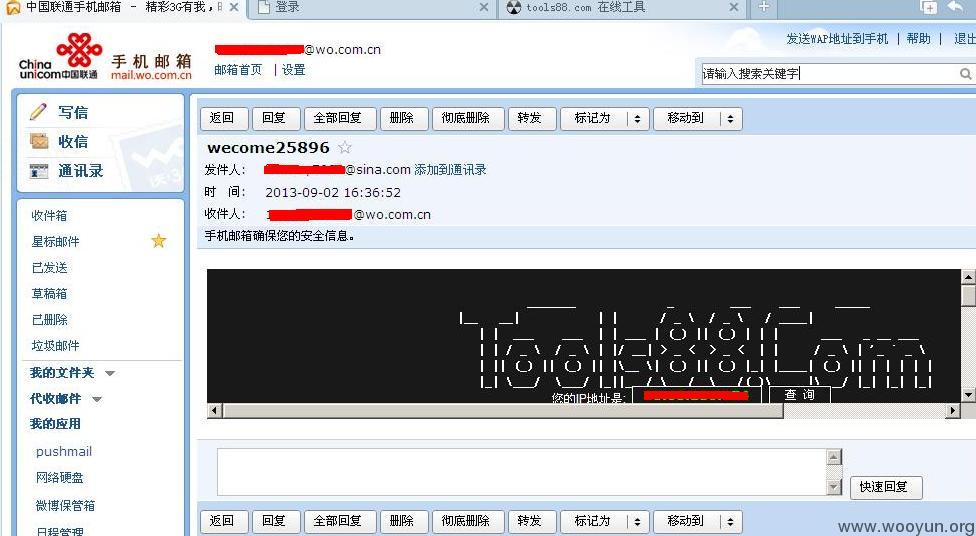 中国联通手机邮箱 - 精彩3G有我，
登录
tools88.com 在线工具
China unicom中国联通
手机邮箱
mail.wo.com.cn
@wo.com.cn
邮箱首页 | 设置
发送WAP地址到手机 | 帮助 | 退出
请输入搜索关键字
写信
收信
通讯录
返回 回复 全部回复 删除 彻底删除 转发 标记为 移动到
wecome25896
发件人： @sina.com 添加到通讯录
时 间： 2013-09-02 16:36:52
收件人： 1 @wo.com.cn
手机邮箱确保您的安全信息。
收件箱
星标邮件
已发送
草稿箱
已删除
垃圾邮件
我的文件夹
代收邮件
我的应用
pushmail
网络硬盘
微博保管箱
日程管理
Tools88.Com
您的IP地址是: 查 询
快速回复
返回 回复 全部回复 删除 彻底删除 转发 标记为 移动到
www.wooyun.org